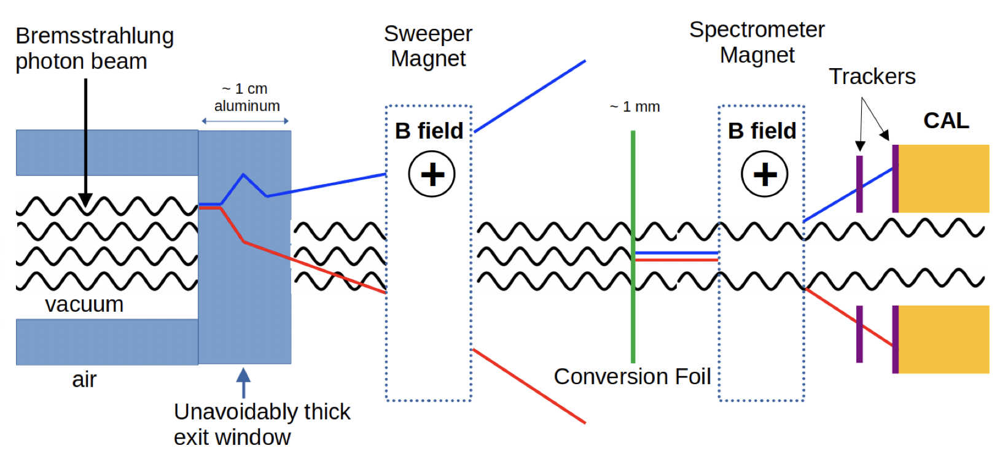 Bremsstrahlung
photon beam
~ 1 cm
aluminum
Sweeper
Magnet
Spectrometer
Magnet
Trackers
~ 1 mm
CAL
B field
+
B field
+
vacuum
air
Conversion Foil
Unavoidably thick
exit window